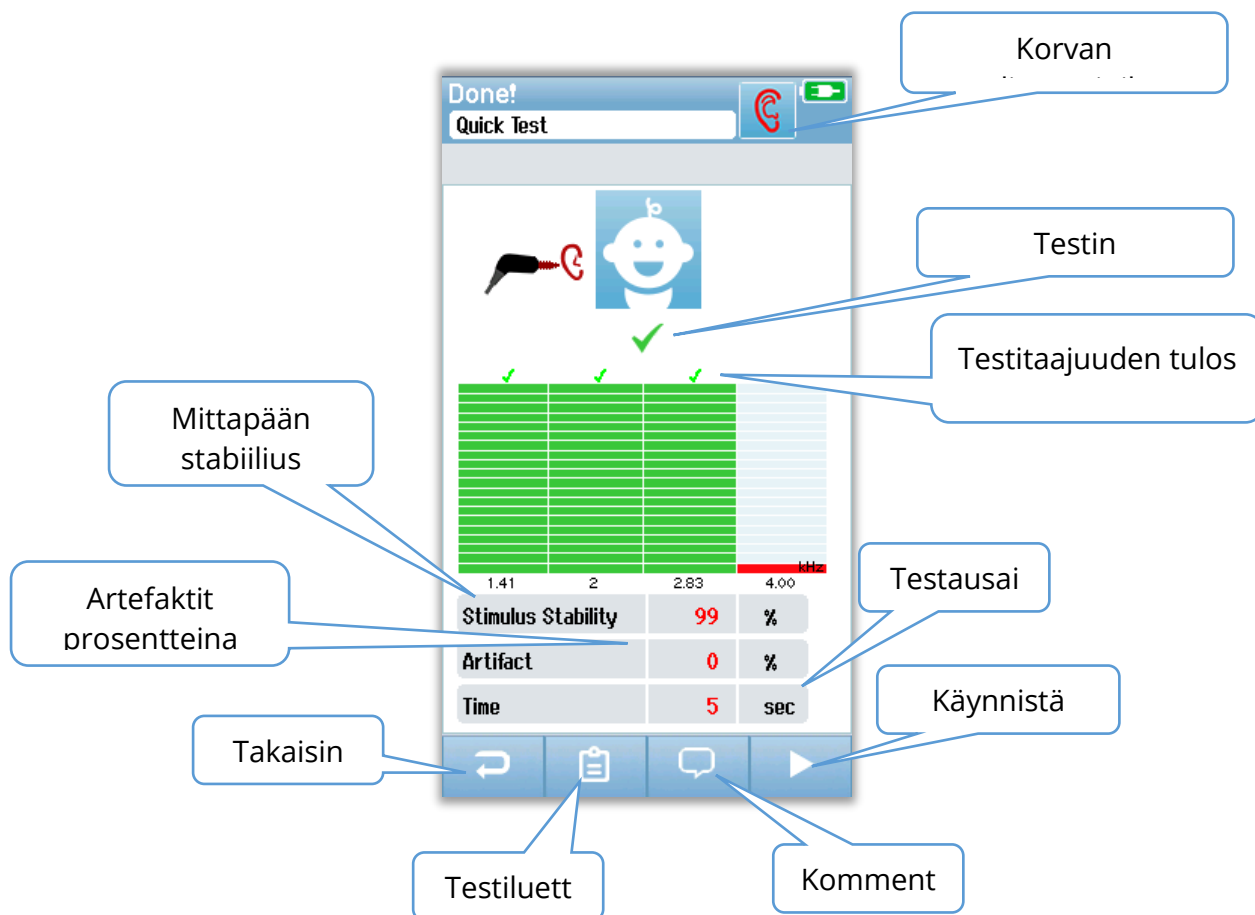 Korvan
Done!
Quick Test
Testin
Testitaajuuden tulos
Mittapään
stabiilius
kHz
1.41 2 2.83 4.00
Testausai
Artefaktit
prosentteina
Stimulus Stability 99 %
Artifact 0 %
Time 5 sec
Käynnistä
Takaisin
Testiluett
Komment